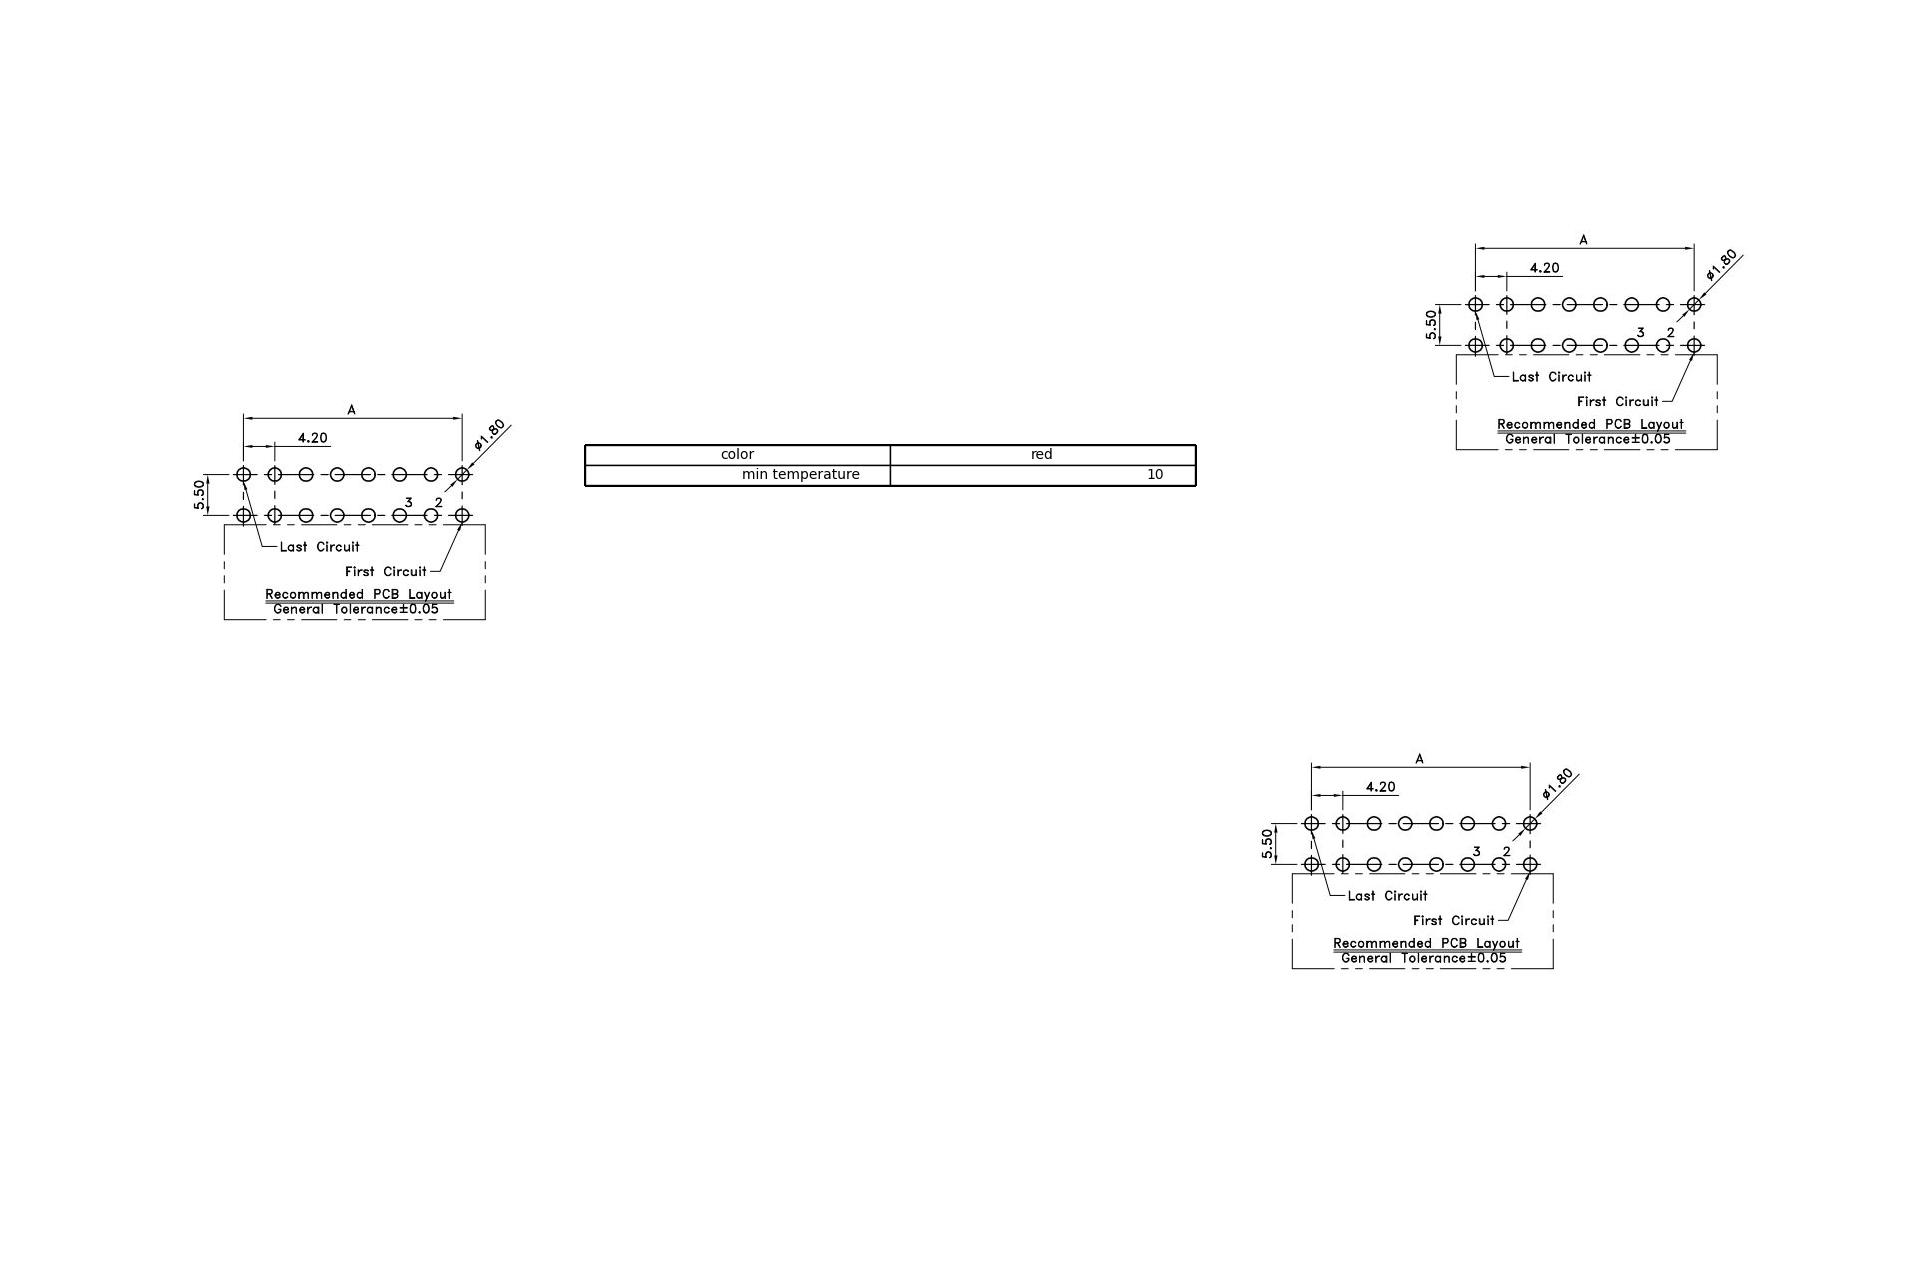 A
4.20
ø1.80
5.50
3 2
Last Circuit
First Circuit
Recommended PCB Layout
General Tolerance±0.05
color red
min temperature 10
A
4.20
ø1.80
5.50
3 2
Last Circuit
First Circuit
Recommended PCB Layout
General Tolerance±0.05
A
4.20
ø1.80
5.50
3 2
Last Circuit
First Circuit
Recommended PCB Layout
General Tolerance±0.05